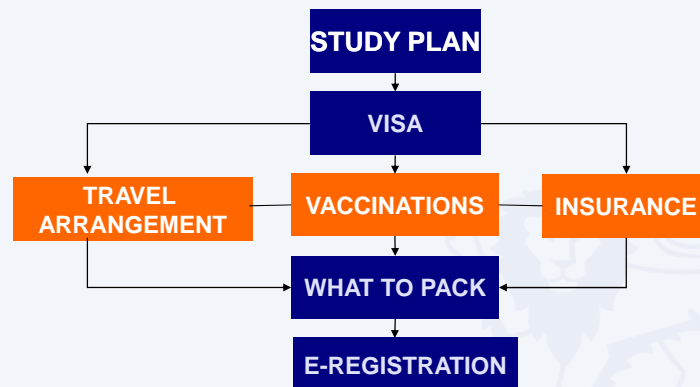 STUDY PLAN
VISA
TRAVEL
ARRANGEMENT
VACCINATIONS
INSURANCE
WHAT TO PACK
E-REGISTRATION